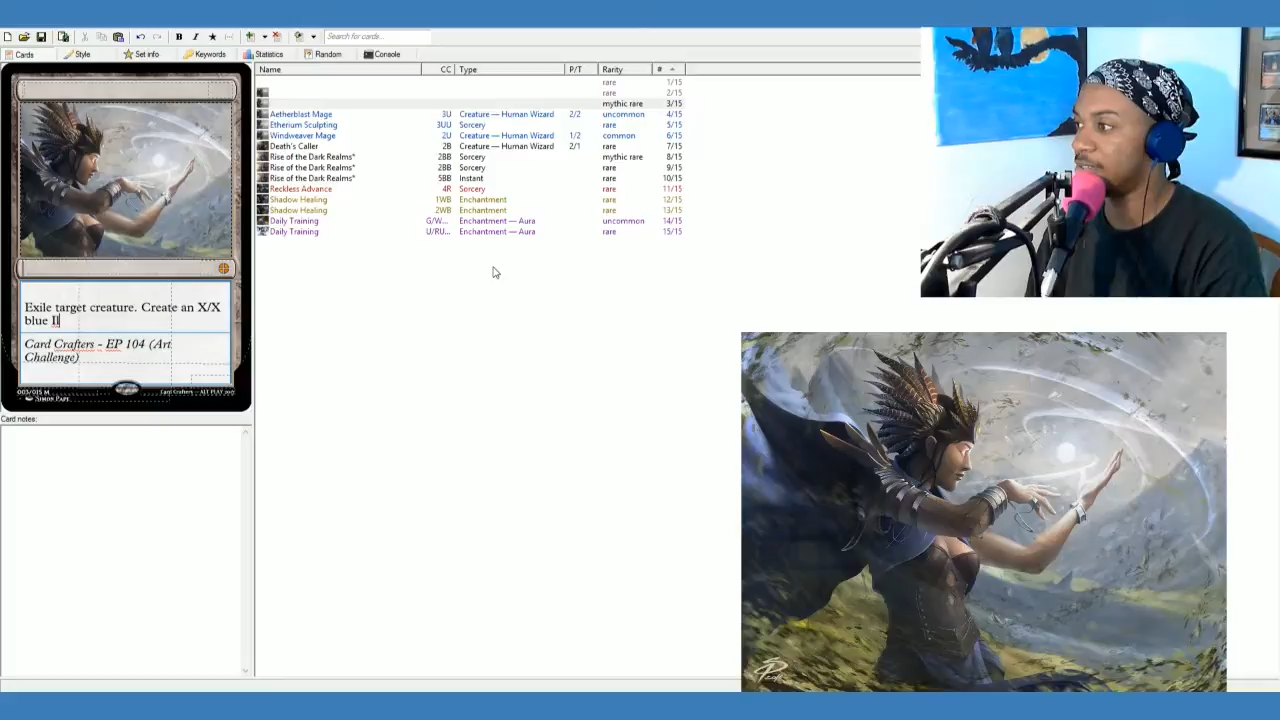 B I
Search for cards...
Cards Style Set info Keywords Statistics Random Console
Name CC Type P/T Rarity #
rare 1/15
rare 2/15
mythic rare 3/15
Aetherblast Mage 3U Creature — Human Wizard 2/2 uncommon 4/15
Etherium Sculpting 3UU Sorcery rare 5/15
Windweaver Mage 2U Creature — Human Wizard 1/2 common 6/15
Death's Caller 2B Creature — Human Wizard 2/1 rare 7/15
Rise of the Dark Realms* 2BB Sorcery mythic rare 8/15
Rise of the Dark Realms* 2BB Sorcery rare 9/15
Rise of the Dark Realms* 5BB Instant rare 10/15
Reckless Advance 4R Sorcery rare 11/15
Shadow Healing 1WB Enchantment rare 12/15
Shadow Healing 2WB Enchantment rare 13/15
Daily Training G/W... Enchantment — Aura uncommon 14/15
Daily Training U/RU... Enchantment — Aura rare 15/15
Exile target creature. Create an X/X
blue Il
Card Crafters - EP 104 (Art
Challenge)
003/015 M
Simon Pape
Card notes: